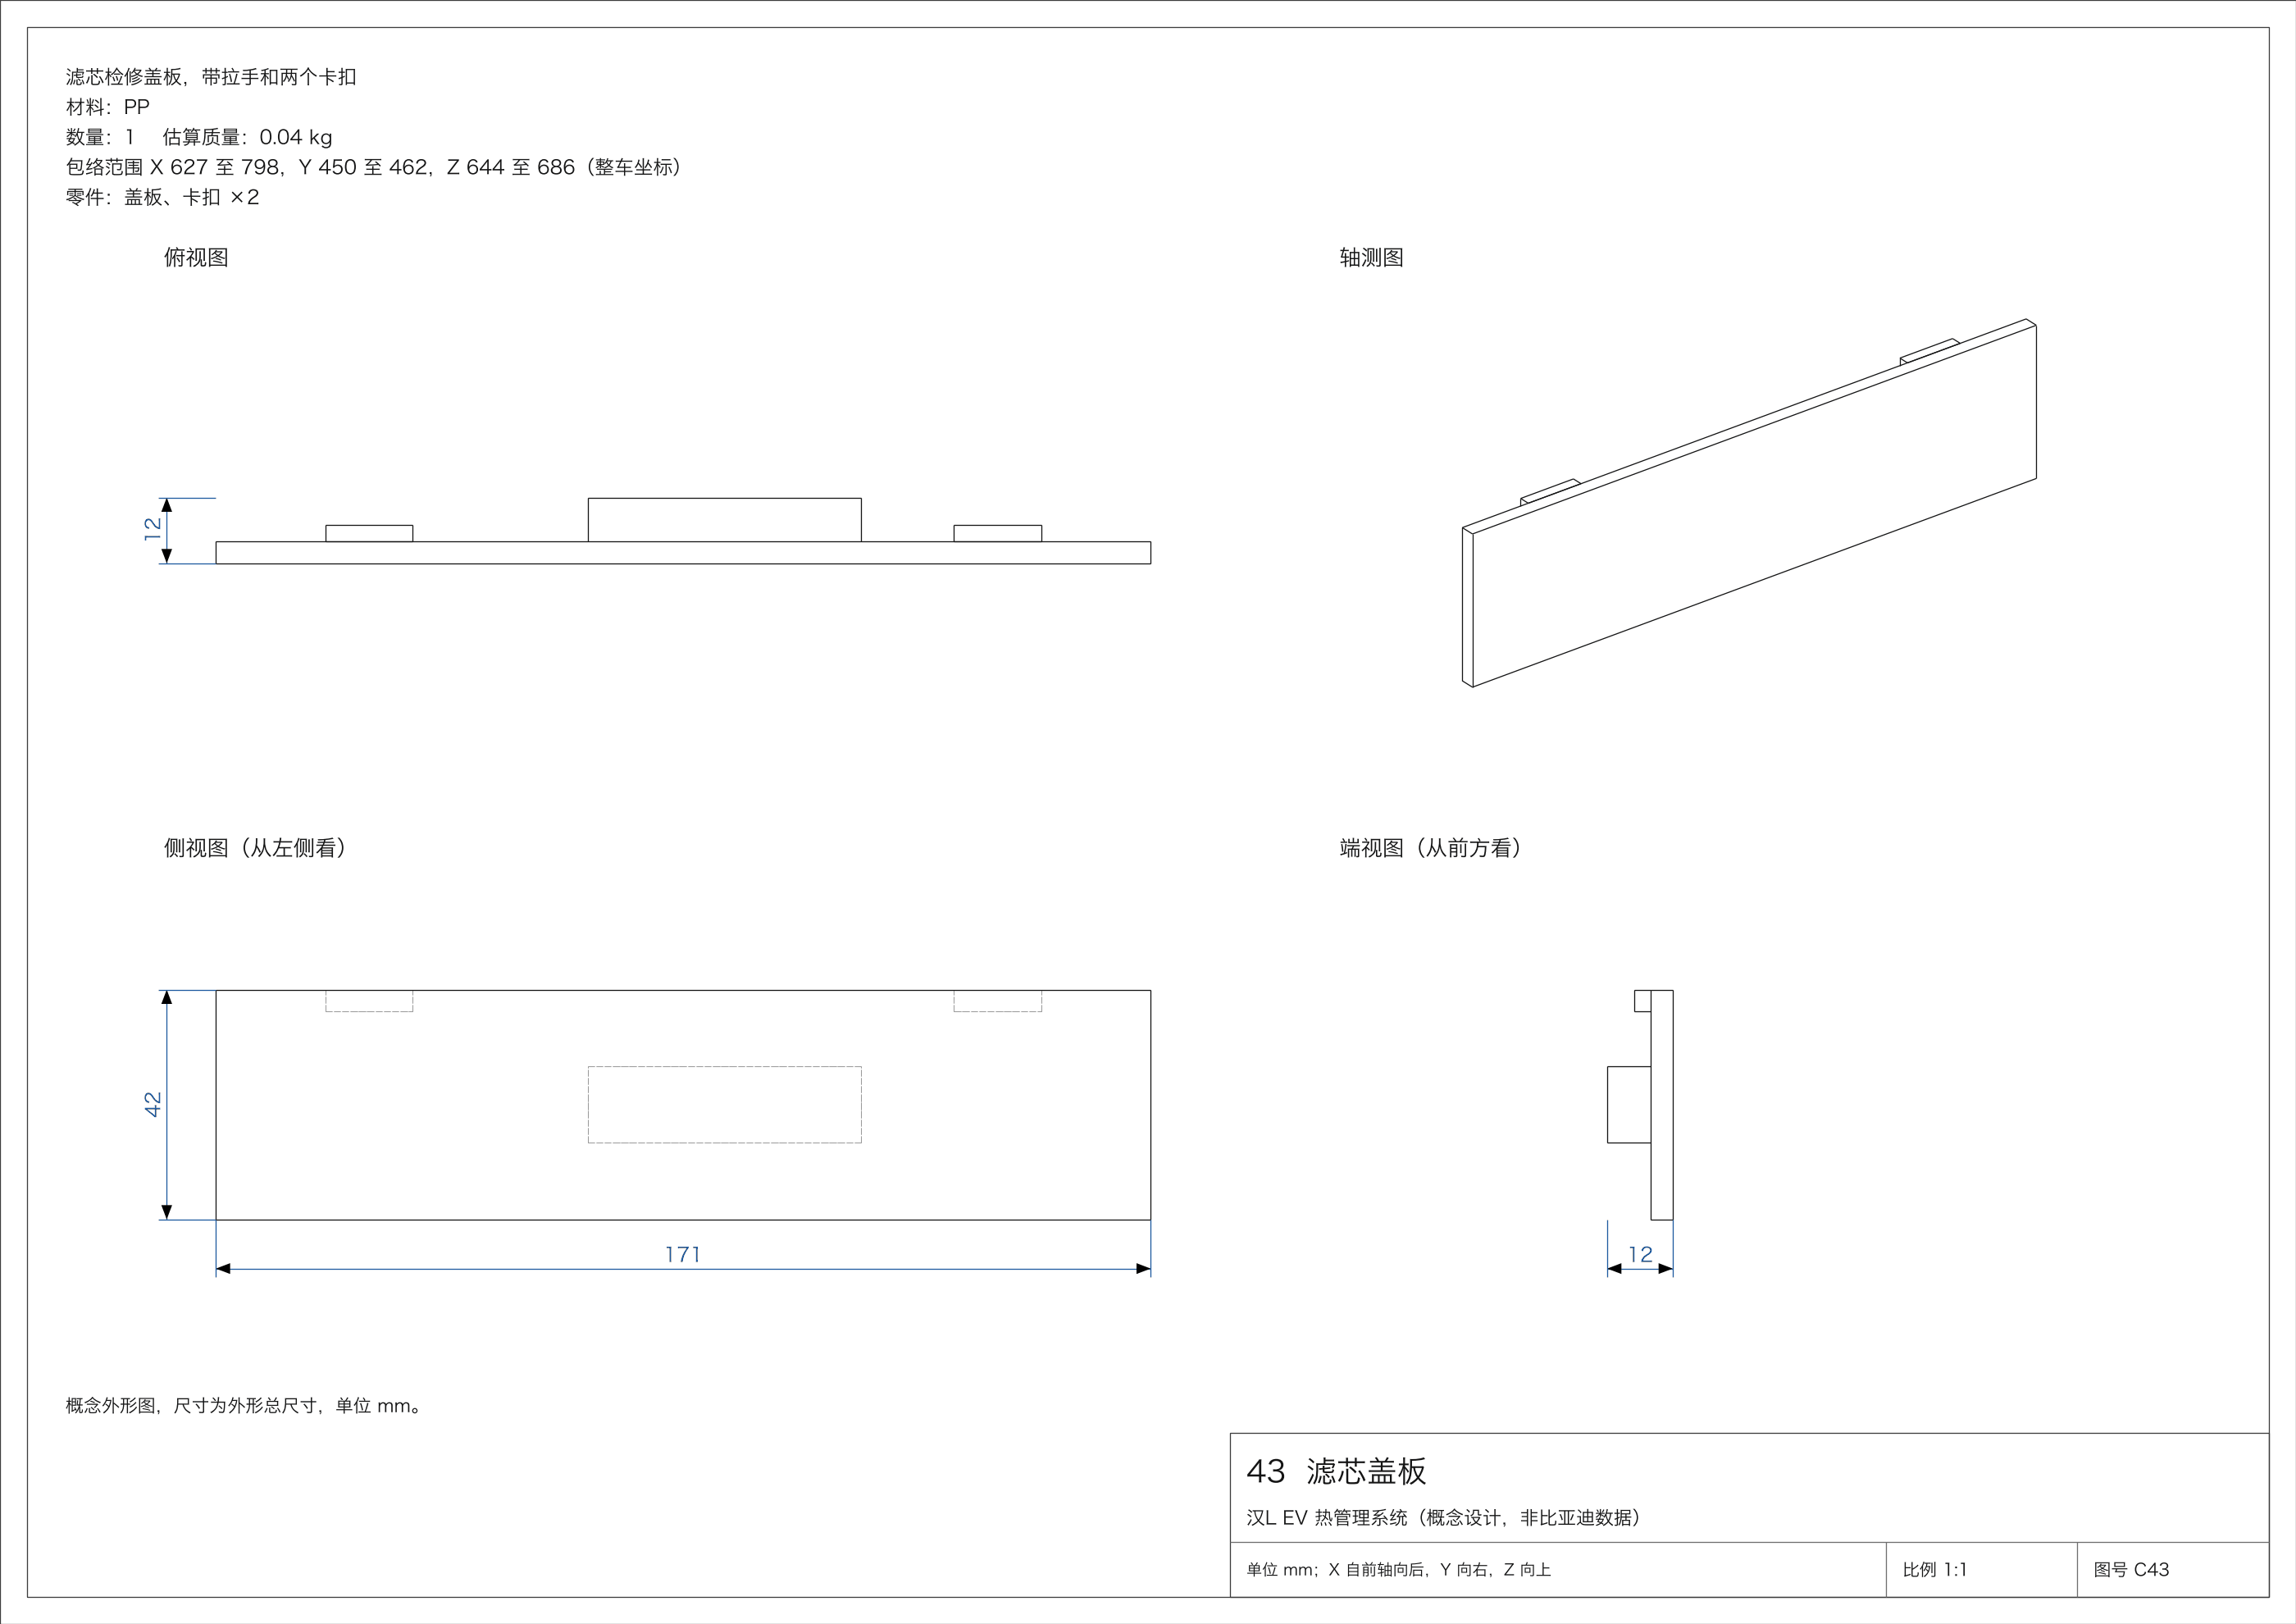 滤芯检修盖板，带拉手和两个卡扣
材料：PP
数量：1　估算质量：0.04 kg
包络范围 X 627 至 798，Y 450 至 462，Z 644 至 686（整车坐标）
零件：盖板、卡扣 ×2
俯视图
轴测图
12
侧视图（从左侧看）
端视图（从前方看）
42
171
12
概念外形图，尺寸为外形总尺寸，单位 mm。
43 滤芯盖板
汉L EV 热管理系统（概念设计，非比亚迪数据）
单位 mm；X 自前轴向后，Y 向右，Z 向上
比例 1:1
图号 C43